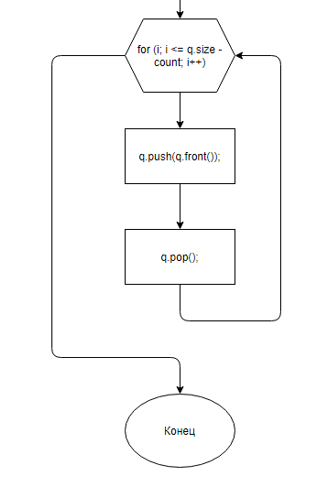 for (i; i <= q.size -
count; i++)
q.push(q.front());
q.pop();
Конец